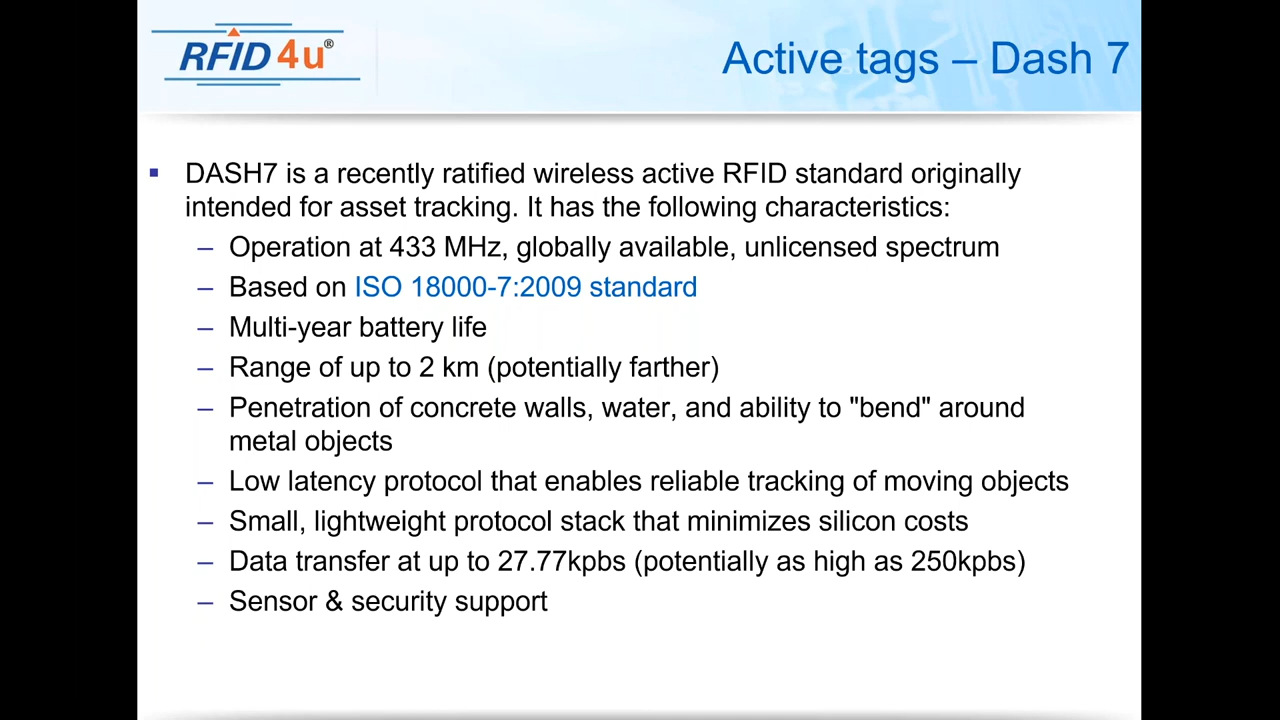 RFID4u®
Active tags – Dash 7
▪ DASH7 is a recently ratified wireless active RFID standard originally
intended for asset tracking. It has the following characteristics:
– Operation at 433 MHz, globally available, unlicensed spectrum
– Based on ISO 18000-7:2009 standard
– Multi-year battery life
– Range of up to 2 km (potentially farther)
– Penetration of concrete walls, water, and ability to "bend" around
metal objects
– Low latency protocol that enables reliable tracking of moving objects
– Small, lightweight protocol stack that minimizes silicon costs
– Data transfer at up to 27.77kpbs (potentially as high as 250kpbs)
– Sensor & security support